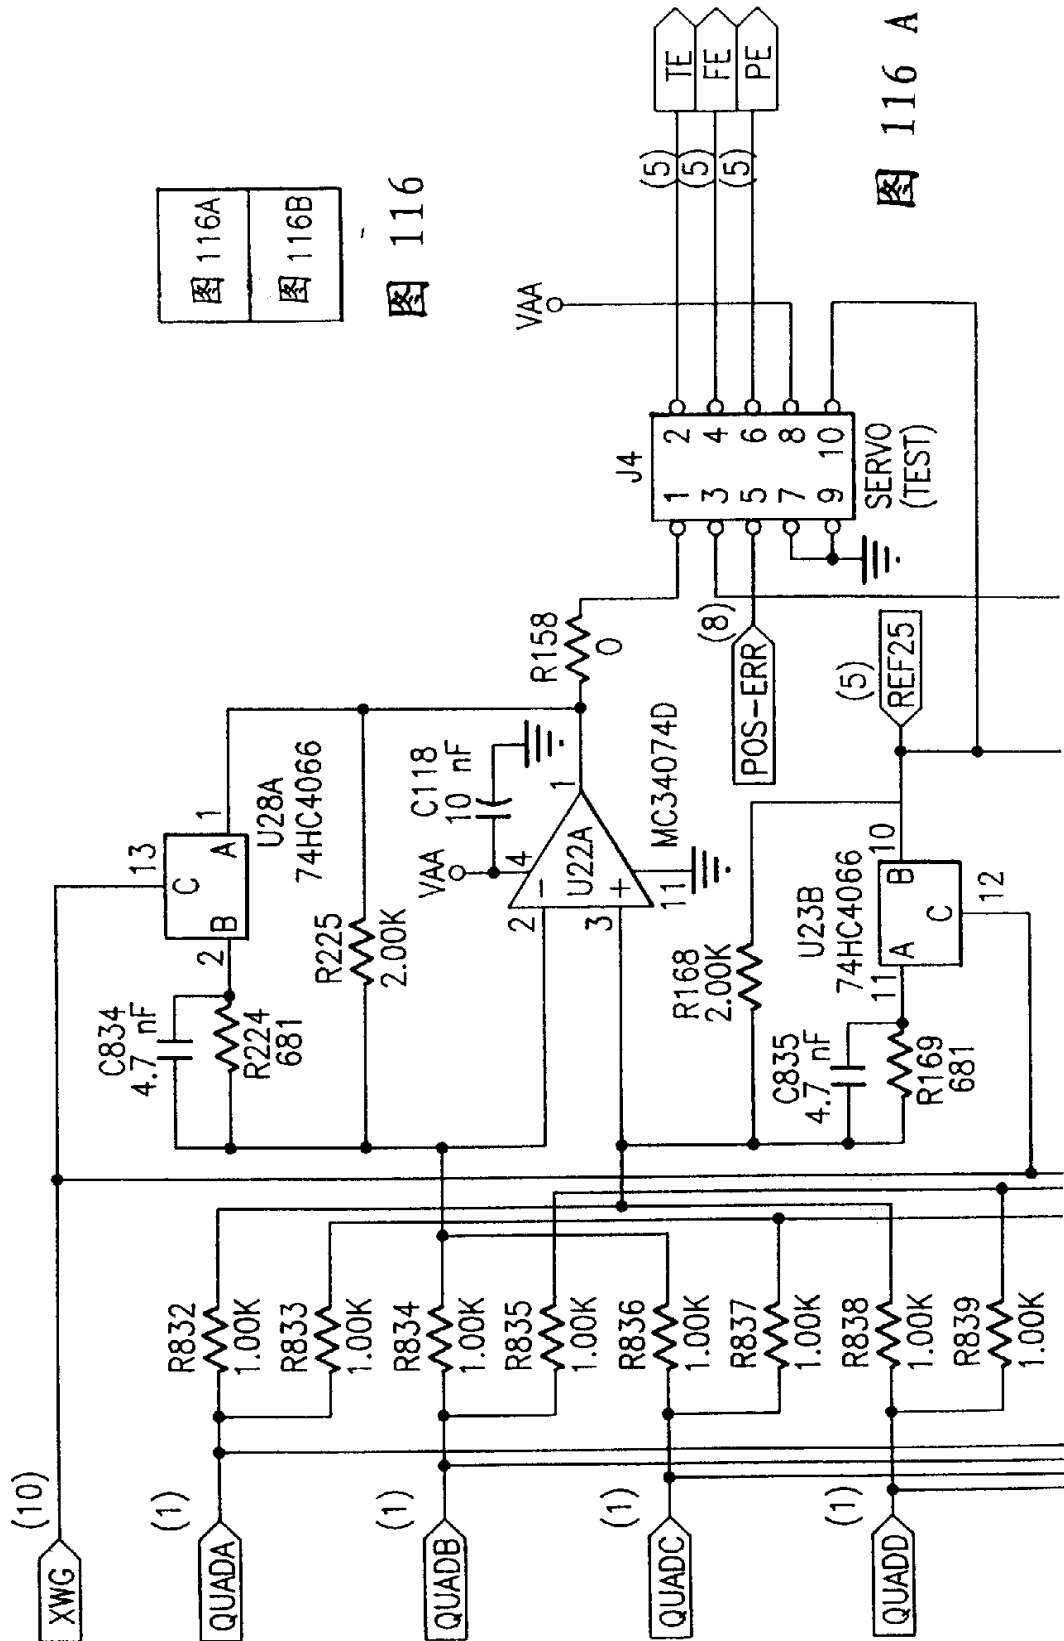 XWG
(10)
QUADA
(1)
QUADB
(1)
QUADC
(1)
QUADD
(1)
R832
1.00K
R833
1.00K
R834
1.00K
R835
1.00K
R836
1.00K
R837
1.00K
R838
1.00K
R839
1.00K
C834
4.7 nF
R224
681
2
B
C
A
13
1
U28A
74HC4066
R225
2.00K
VAA
C118
10 nF
4
2
-
U22A
3
+
11
1
MC34074D
R158
0
R168
2.00K
C835
4.7 nF
R169
681
11
A
B
C
10
12
U23B
74HC4066
(5)
REF25
POS-ERR
(8)
J4
1
2
3
4
5
6
7
8
9
10
SERVO
(TEST)
VAA
(5)
(5)
(5)
TE
FE
PE
图 116A
图 116B
图 116
图 116 A